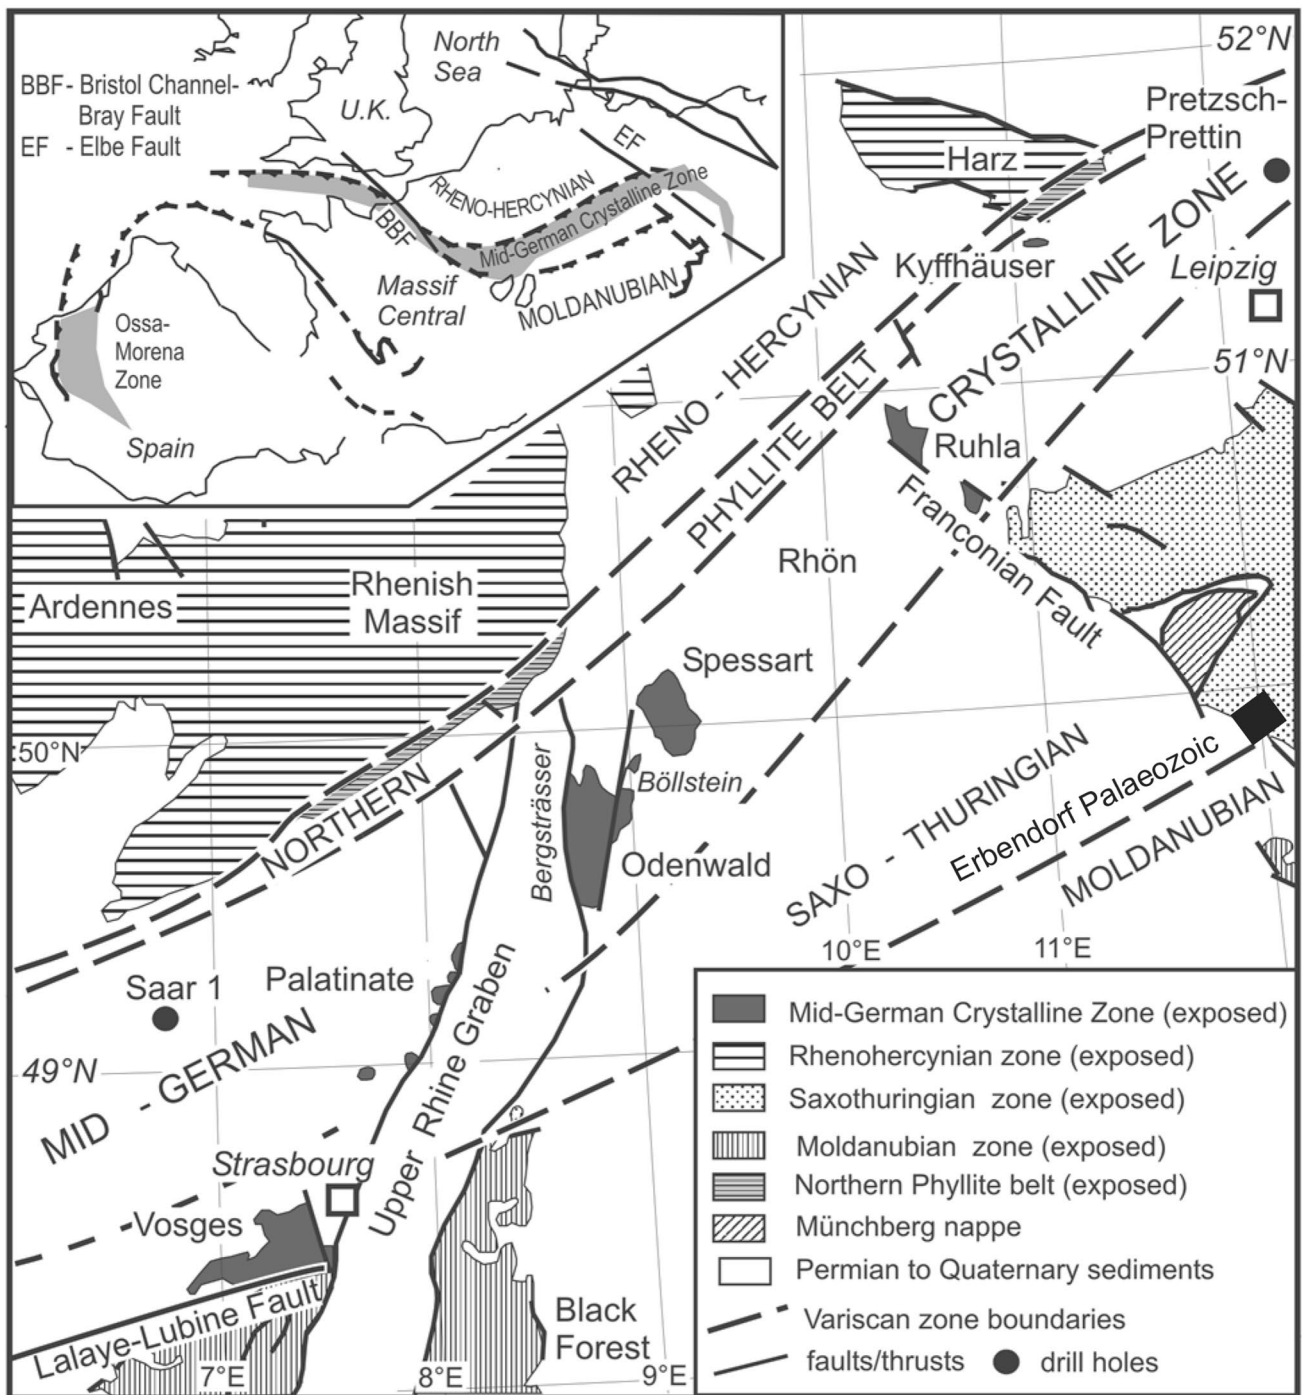 BBF - Bristol Channel-
Bray Fault
EF - Elbe Fault
North
Sea
U.K.
EF
RHENO-HERCYNIAN
Mid-German Crystalline Zone
BBF
Massif
Central
MOLDANUBIAN
Ossa-
Morena
Zone
Spain
52°N
Pretzsch-
Prettin
Harz
Kyffhäuser
Leipzig
51°N
RHENO - HERCYNIAN
PHYLLITE BELT
CRYSTALLINE ZONE
Ruhla
Franconian Fault
Rhön
Ardennes
Rhenish
Massif
Spessart
50°N
NORTHERN
Bergsträsser
Böllstein
Odenwald
SAXO - THURINGIAN
Erbendorf Palaeozoic
MOLDANUBIAN
10°E
11°E
Saar 1
Palatinate
49°N
MID - GERMAN
Upper Rhine Graben
Strasbourg
Vosges
Lalaye-Lubine Fault
Black
Forest
7°E
8°E
9°E
Mid-German Crystalline Zone (exposed)
Rhenohercynian zone (exposed)
Saxothuringian zone (exposed)
Moldanubian zone (exposed)
Northern Phyllite belt (exposed)
Münchberg nappe
Permian to Quaternary sediments
Variscan zone boundaries
faults/thrusts
drill holes